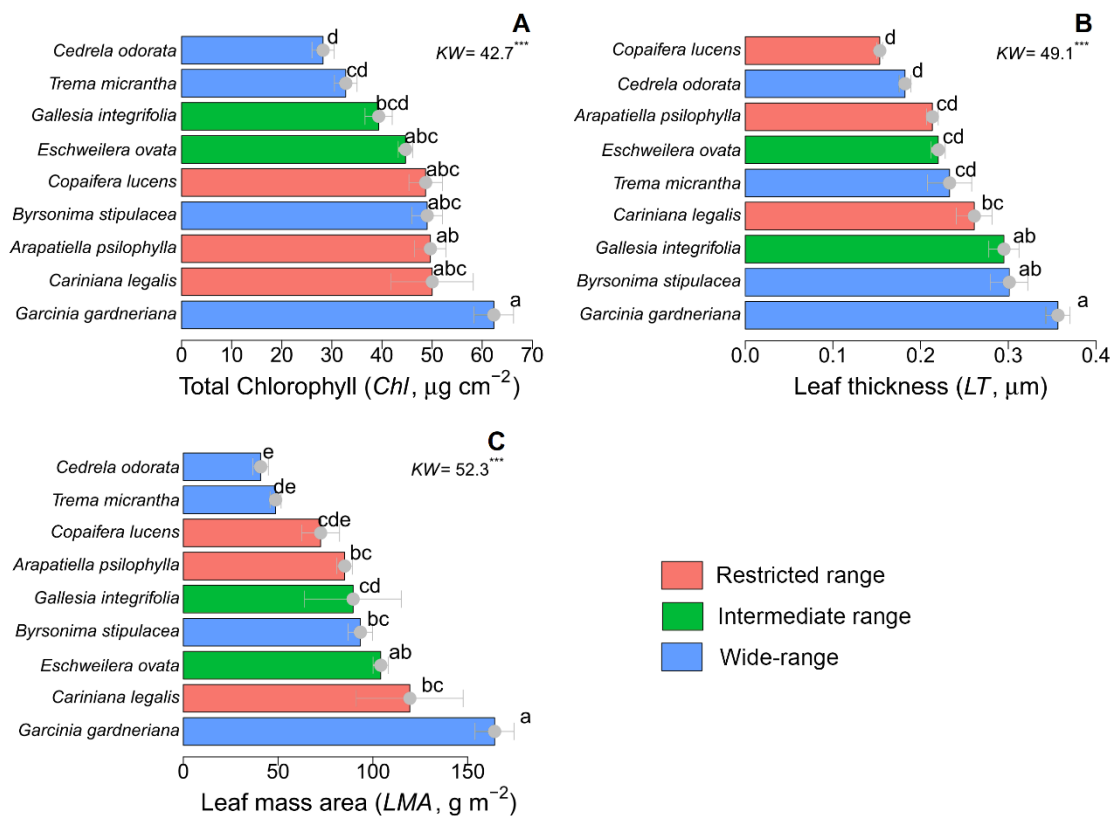 A
KW= 42.7***
Cedrela odorata d
Trema micrantha cd
Gallesia integrifolia bcd
Eschweilera ovata abc
Copaifera lucens abc
Byrsonima stipulacea abc
Arapatiella psilophylla ab
Cariniana legalis abc
Garcinia gardneriana a
0 10 20 30 40 50 60 70
Total Chlorophyll (Chl, μg cm−2)
B
KW= 49.1***
Copaifera lucens d
Cedrela odorata d
Arapatiella psilophylla cd
Eschweilera ovata cd
Trema micrantha cd
Cariniana legalis bc
Gallesia integrifolia ab
Byrsonima stipulacea ab
Garcinia gardneriana a
0.0 0.1 0.2 0.3 0.4
Leaf thickness (LT, μm)
C
KW= 52.3***
Cedrela odorata e
Trema micrantha de
Copaifera lucens cde
Arapatiella psilophylla bc
Gallesia integrifolia cd
Byrsonima stipulacea bc
Eschweilera ovata ab
Cariniana legalis bc
Garcinia gardneriana a
0 50 100 150
Leaf mass area (LMA, g m−2)
Restricted range
Intermediate range
Wide-range